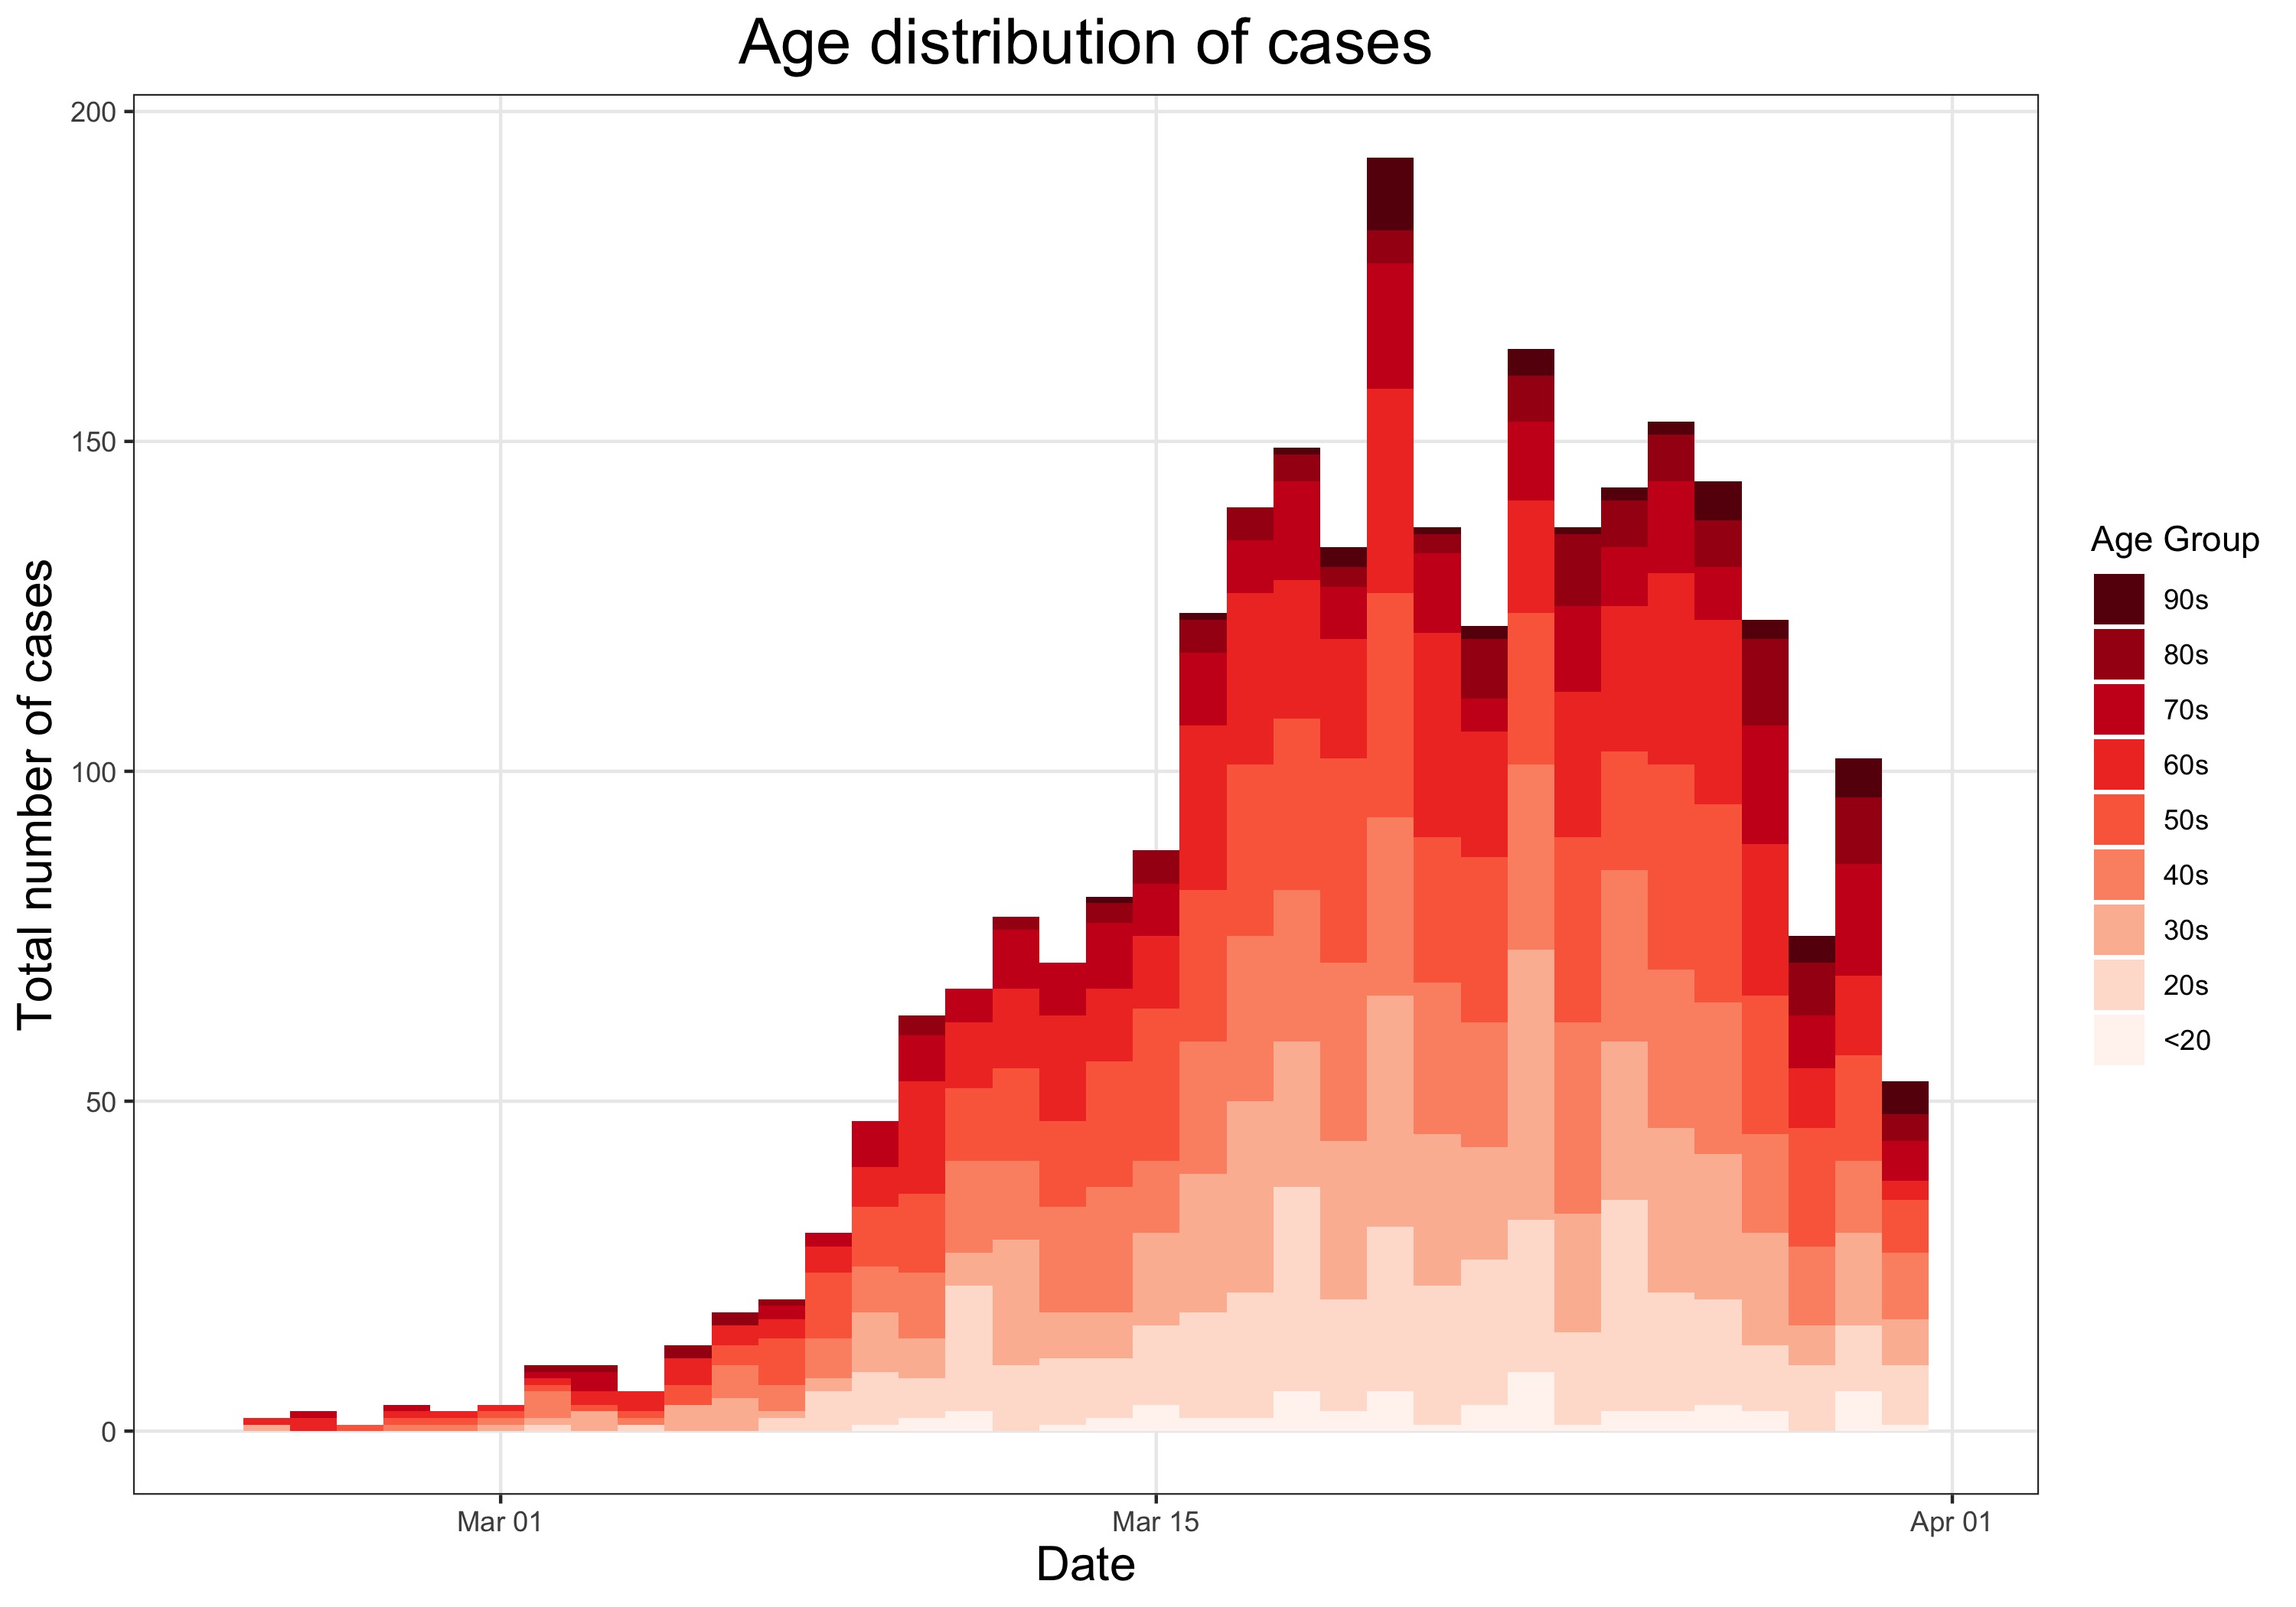 Age distribution of cases
Total number of cases
200
150
100
50
0
Mar 01
Mar 15
Apr 01
Date
Age Group
90s
80s
70s
60s
50s
40s
30s
20s
<20